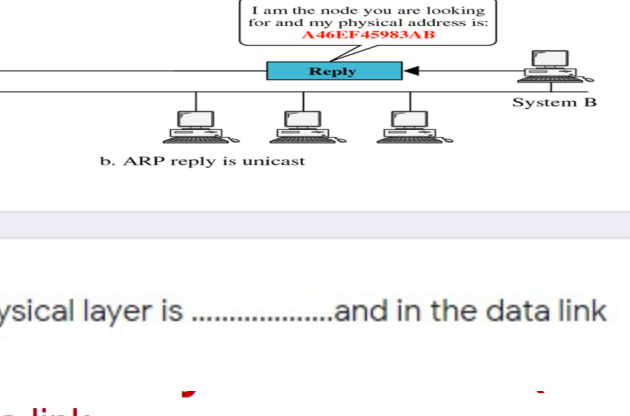 I am the node you are looking
for and my physical address is:
A46EF45983AB
Reply
System B
b. ARP reply is unicast
ysical layer is ...................and in the data link